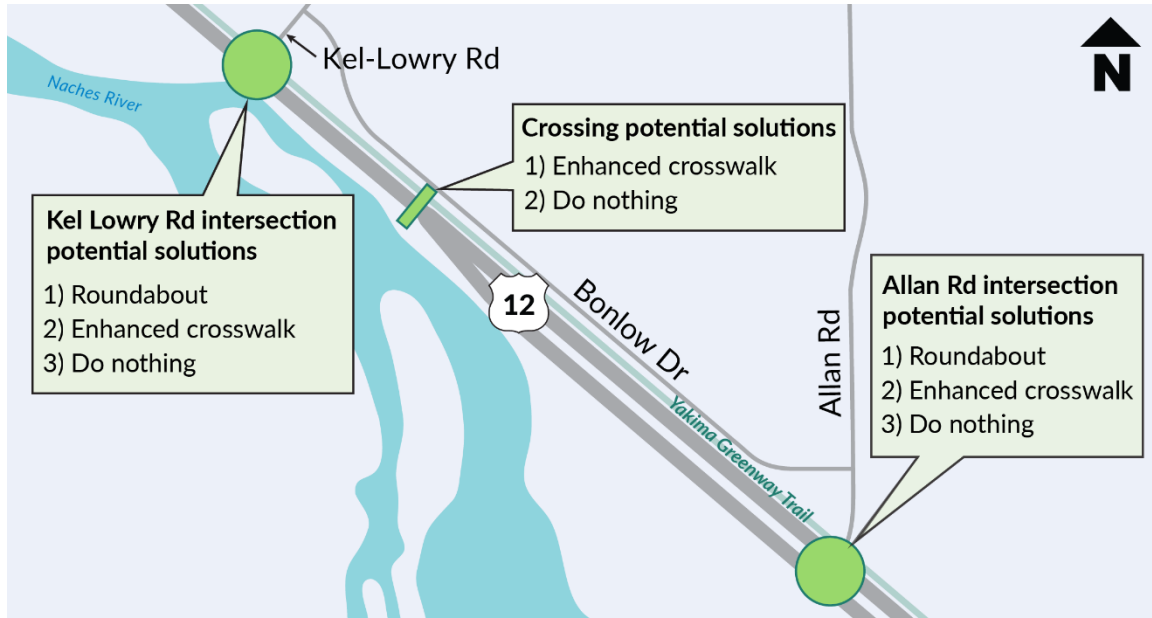 Kel-Lowry Rd
N
Naches River
Crossing potential solutions
1) Enhanced crosswalk
2) Do nothing
Kel Lowry Rd intersection
potential solutions
1) Roundabout
2) Enhanced crosswalk
3) Do nothing
12
Bonlow Dr
Allan Rd
Allan Rd intersection
potential solutions
1) Roundabout
2) Enhanced crosswalk
3) Do nothing
Yakima Greenway Trail